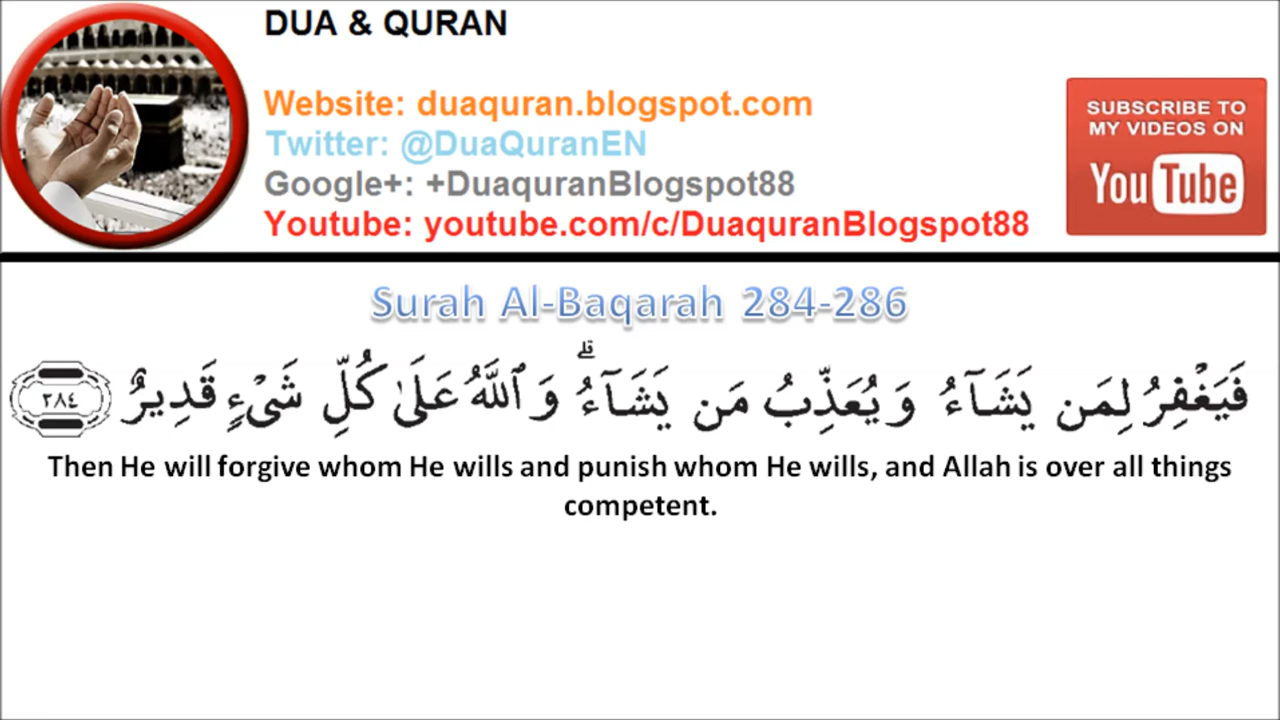 DUA & QURAN
Website: duaquran.blogspot.com
Twitter: @DuaQuranEN
Google+: +DuaquranBlogspot88
Youtube: youtube.com/c/DuaquranBlogspot88
SUBSCRIBE TO
MY VIDEOS ON
YouTube
Surah Al-Baqarah 284-286
فَيَغْفِرُ لِمَن يَشَآءُ وَيُعَذِّبُ مَن يَشَآءُ ۗ وَٱللَّهُ عَلَىٰ كُلِّ شَىْءٍ قَدِيرٌ ٢٨٤
Then He will forgive whom He wills and punish whom He wills, and Allah is over all things
competent.